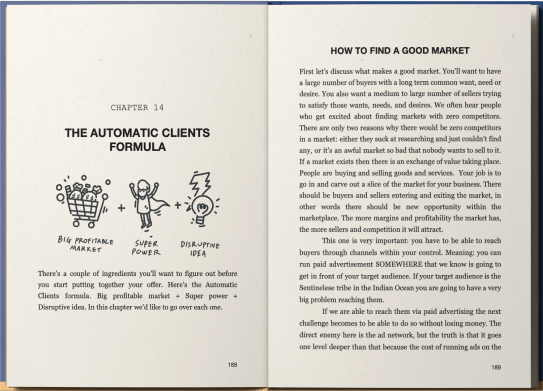 CHAPTER 14
THE AUTOMATIC CLIENTS
FORMULA
+
+
BIG PROFITABLE
MARKET
SUPER
POWER
DISRUPTIVE
IDEA
There's a couple of ingredients you'll want to figure out before
you start putting together your offer. Here's the Automatic
Clients formula. Big profitable market + Super power +
Disruptive idea. In this chapter we'd like to go over each one.
188
HOW TO FIND A GOOD MARKET
First let's discuss what makes a good market. You'll want to have
a large number of buyers with a long term common want, need or
desire. You also want a medium to large number of sellers trying
to satisfy those wants, needs, and desires. We often hear people
who get excited about finding markets with zero competitors.
There are only two reasons why there would be zero competitors
in a market: either they suck at researching and just couldn't find
any, or it's an awful market so bad that nobody wants to sell to it.
If a market exists then there is an exchange of value taking place.
People are buying and selling goods and services. Your job is to
go in and carve out a slice of the market for your business. There
should be buyers and sellers entering and exiting the market, in
other words there should be new opportunity within the
marketplace. The more margins and profitability the market has,
the more sellers and competition it will attract.
This one is very important: you have to be able to reach
buyers through channels within your control. Meaning: you can
run paid advertisement SOMEWHERE that we know is going to
get in front of your target audience. If your target audience is the
Sentinelese tribe in the Indian Ocean you are going to have a very
big problem reaching them.
If we are able to reach them via paid advertising the next
challenge becomes to be able to do so without losing money. The
direct enemy here is the ad network, but the truth is that it goes
one level deeper than that because the cost of running ads on the
189